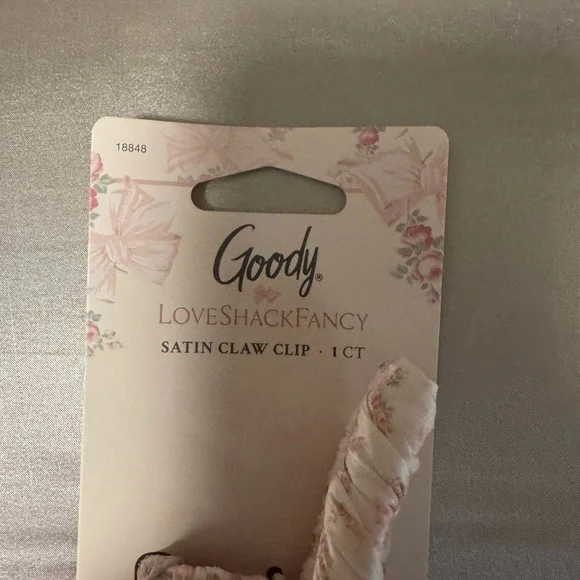 18848
Goody®
LOVESHACKFANCY
SATIN CLAW CLIP · 1 CT